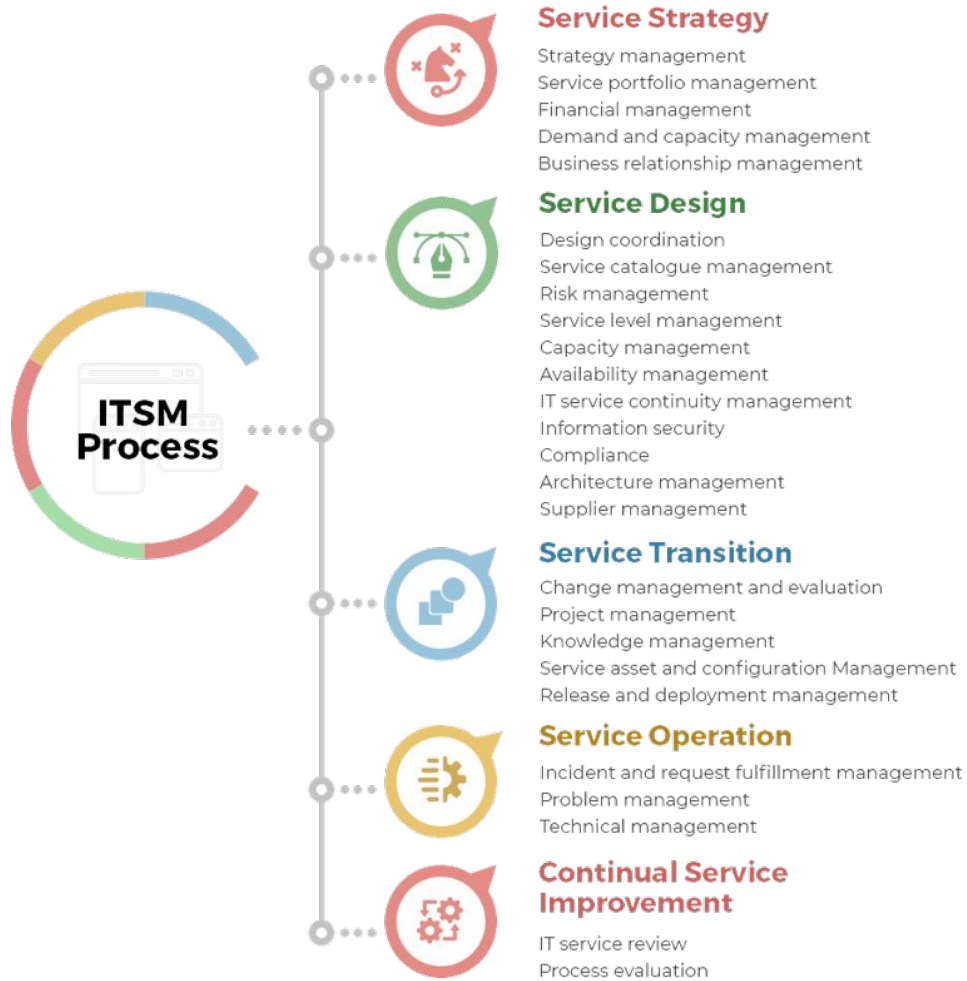 ITSM
Process
Service Strategy
Strategy management
Service portfolio management
Financial management
Demand and capacity management
Business relationship management
Service Design
Design coordination
Service catalogue management
Risk management
Service level management
Capacity management
Availability management
IT service continuity management
Information security
Compliance
Architecture management
Supplier management
Service Transition
Change management and evaluation
Project management
Knowledge management
Service asset and configuration Management
Release and deployment management
Service Operation
Incident and request fulfillment management
Problem management
Technical management
Continual Service
Improvement
IT service review
Process evaluation